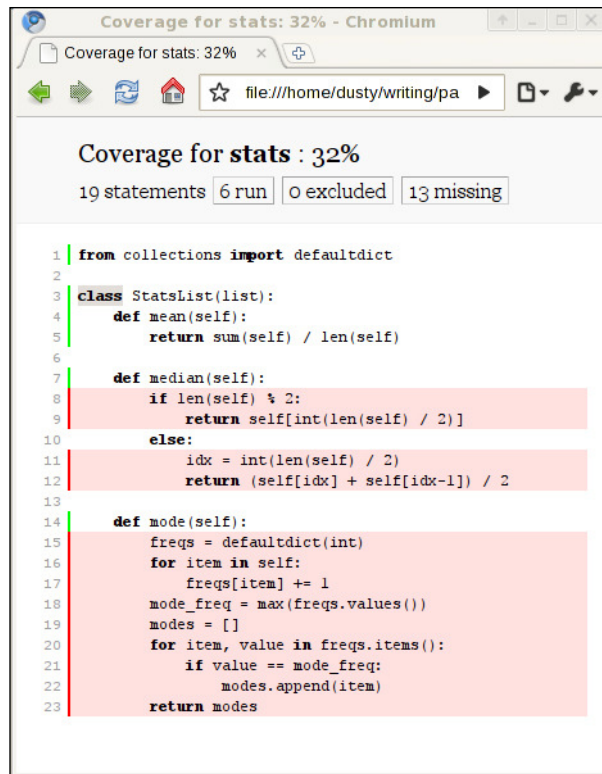 Coverage for stats: 32% - Chromium
Coverage for stats: 32%
file:///home/dusty/writing/pa
Coverage for stats : 32%
19 statements 6 run 0 excluded 13 missing
1 from collections import defaultdict
2
3 class StatsList(list):
4     def mean(self):
5         return sum(self) / len(self)
6
7     def median(self):
8         if len(self) % 2:
9             return self[int(len(self) / 2)]
10         else:
11             idx = int(len(self) / 2)
12             return (self[idx] + self[idx-1]) / 2
13
14     def mode(self):
15         freqs = defaultdict(int)
16         for item in self:
17             freqs[item] += 1
18         mode_freq = max(freqs.values())
19         modes = []
20         for item, value in freqs.items():
21             if value == mode_freq:
22                 modes.append(item)
23         return modes